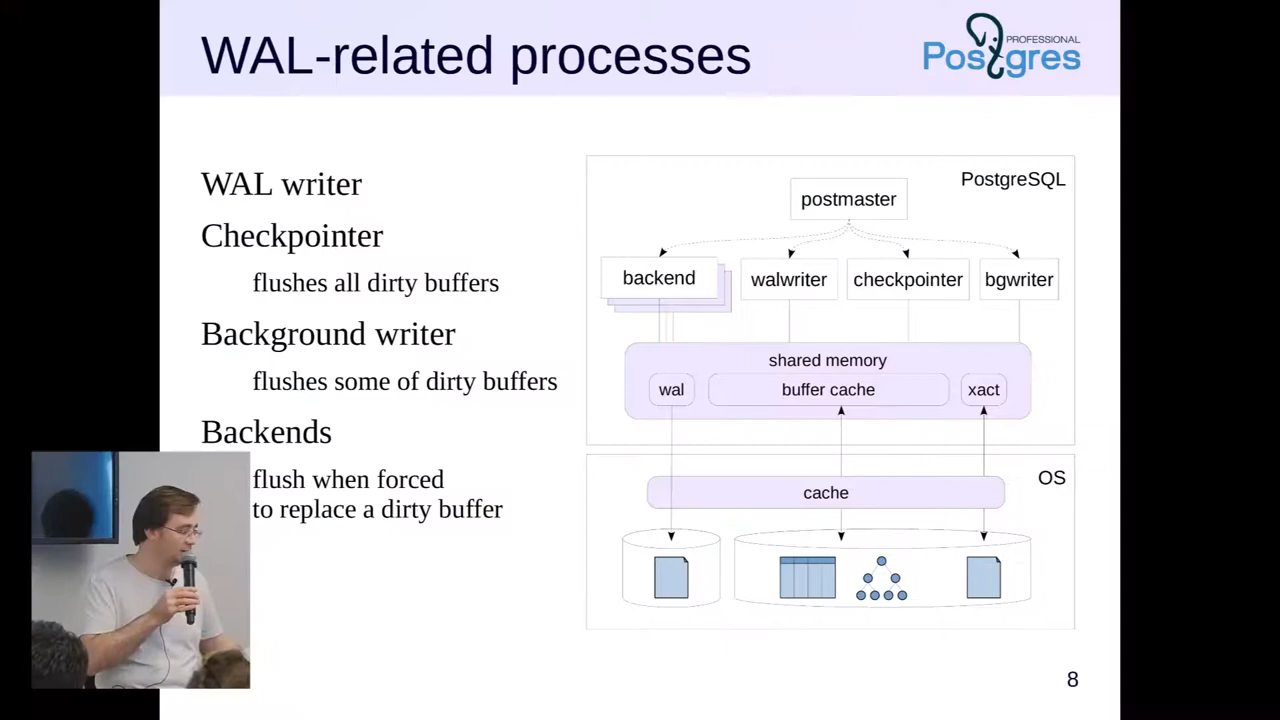 WAL-related processes
PROFESSIONAL
Postgres
WAL writer
Checkpointer
flushes all dirty buffers
Background writer
flushes some of dirty buffers
Backends
flush when forced
to replace a dirty buffer
PostgreSQL
postmaster
backend
walwriter
checkpointer
bgwriter
shared memory
wal
buffer cache
xact
OS
cache
8